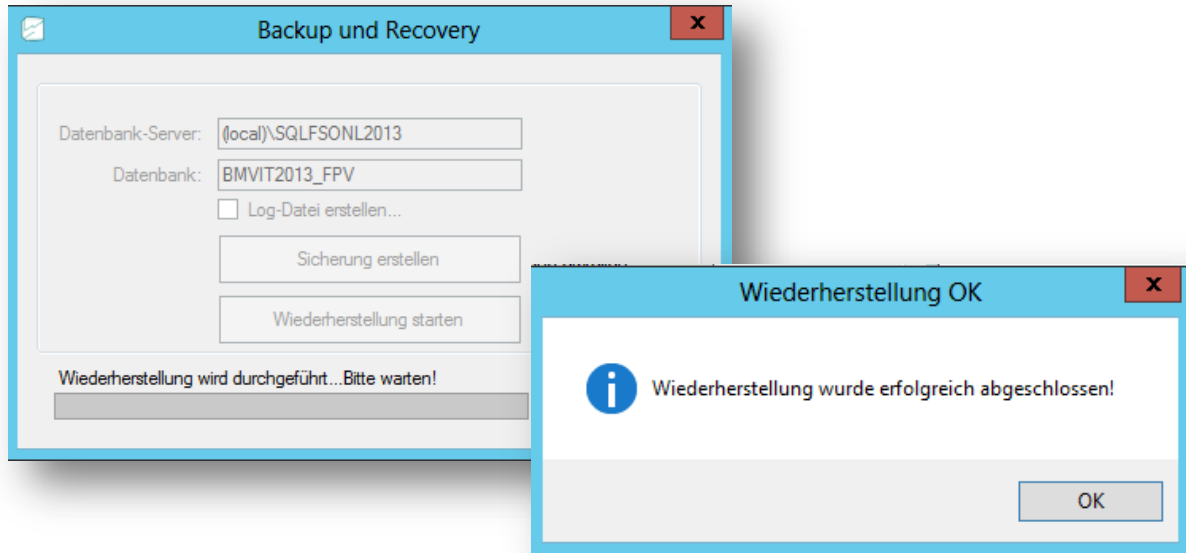 Backup und Recovery
x
Datenbank-Server: (local)\SQLFSONL2013
Datenbank: BMVIT2013_FPV
Log-Datei erstellen...
Sicherung erstellen
Wiederherstellung starten
Wiederherstellung wird durchgeführt...Bitte warten!
Wiederherstellung OK
x
Wiederherstellung wurde erfolgreich abgeschlossen!
OK